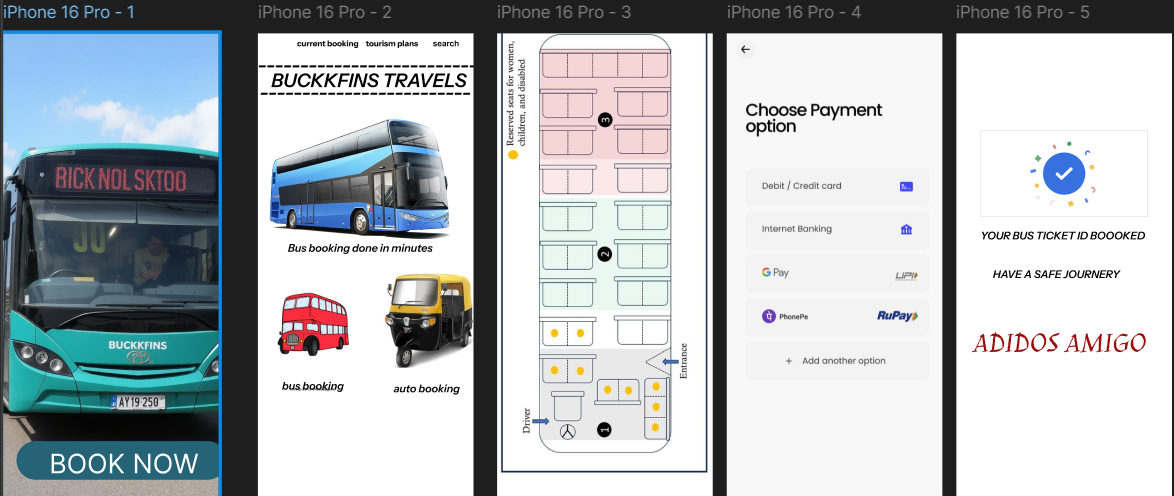 iPhone 16 Pro - 1
BICK NOL SKTOO
BUCKKFINS
AY19 250
BOOK NOW
iPhone 16 Pro - 2
current booking tourism plans search
BUCKKFINS TRAVELS
Bus booking done in minutes
bus booking
auto booking
iPhone 16 Pro - 3
Reserved seats for women,
children, and disabled
3
2
1
Entrance
Driver
iPhone 16 Pro - 4
Choose Payment
option
Debit / Credit card
Internet Banking
G Pay UPI
पे PhonePe RuPay
+ Add another option
iPhone 16 Pro - 5
YOUR BUS TICKET ID BOOOKED
HAVE A SAFE JOURNERY
ADIDOS AMIGO